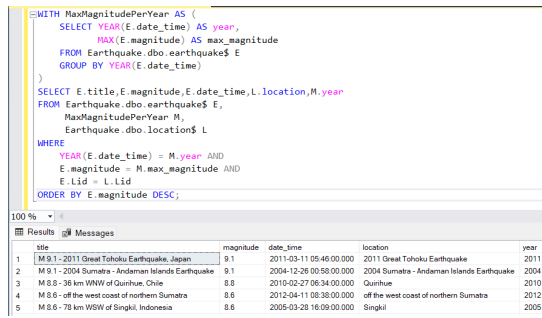 WITH MaxMagnitudePerYear AS (
SELECT YEAR(E.date_time) AS year,
MAX(E.magnitude) AS max_magnitude
FROM Earthquake.dbo.earthquake$ E
GROUP BY YEAR(E.date_time)
)
SELECT E.title,E.magnitude,E.date_time,L.location,M.year
FROM Earthquake.dbo.earthquake$ E,
MaxMagnitudePerYear M,
Earthquake.dbo.location$ L
WHERE
YEAR(E.date_time) = M.year AND
E.magnitude = M.max_magnitude AND
E.Lid = L.Lid
ORDER BY E.magnitude DESC;
100 %
Results Messages
title magnitude date_time location year
1 M 9.1 - 2011 Great Tohoku Earthquake, Japan 9.1 2011-03-11 05:46:00.000 2011 Great Tohoku Earthquake 2011
2 M 9.1 - 2004 Sumatra - Andaman Islands Earthquake 9.1 2004-12-26 00:58:00.000 2004 Sumatra - Andaman Islands Earthquake 2004
3 M 8.8 - 36 km WNW of Quirihue, Chile 8.8 2010-02-27 06:34:00.000 Quirihue 2010
4 M 8.6 - off the west coast of northern Sumatra 8.6 2012-04-11 08:38:00.000 off the west coast of northern Sumatra 2012
5 M 8.6 - 78 km WSW of Singkil, Indonesia 8.6 2005-03-28 16:09:00.000 Singkil 2005